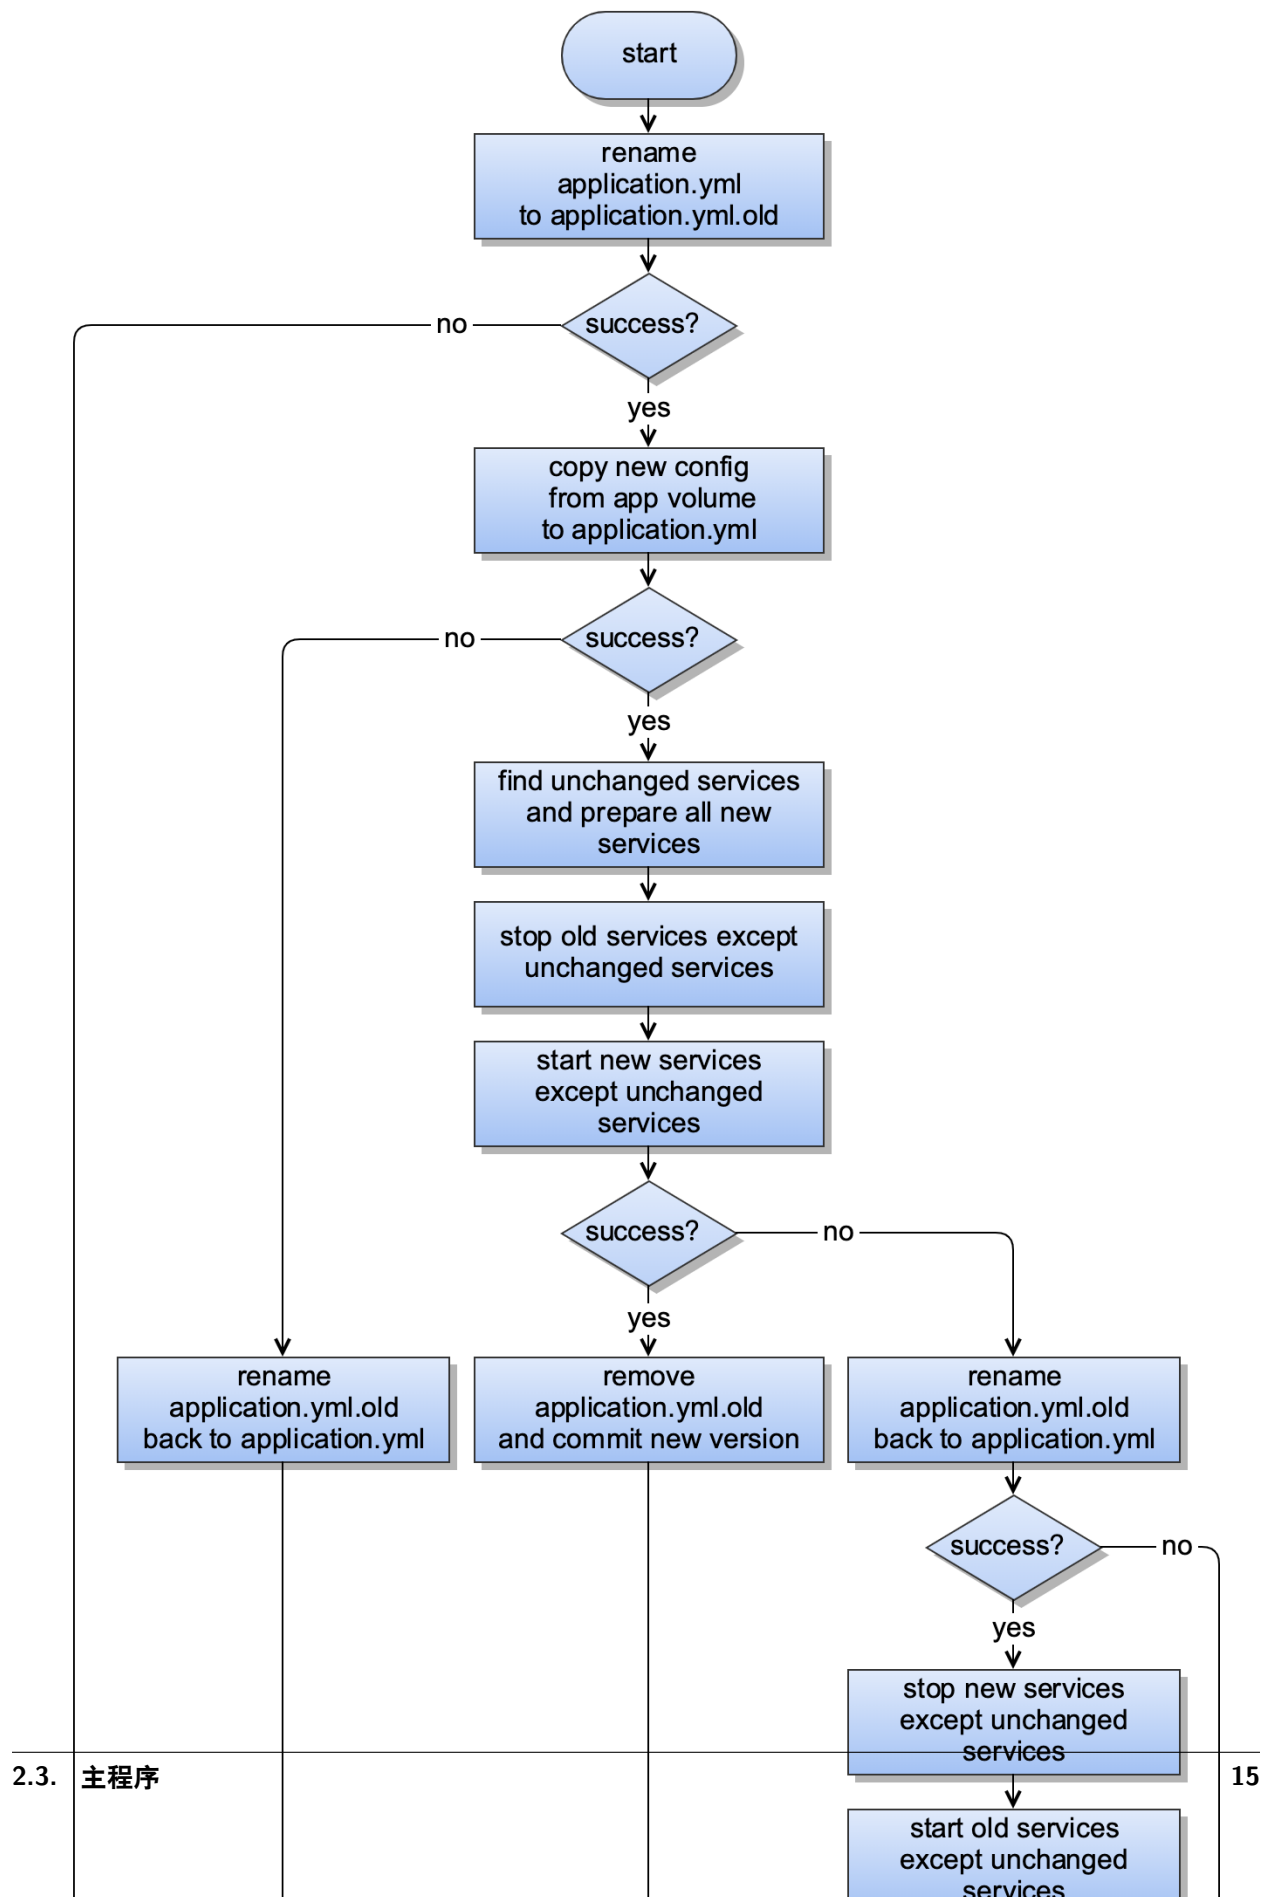 start
rename
application.yml
to application.yml.old
success?
no
yes
copy new config
from app volume
to application.yml
success?
no
yes
find unchanged services
and prepare all new
services
stop old services except
unchanged services
start new services
except unchanged
services
success?
no
yes
rename
application.yml.old
back to application.yml
remove
application.yml.old
and commit new version
rename
application.yml.old
back to application.yml
success?
no
yes
stop new services
except unchanged
services
2.3. 主程序
15
start old services
except unchanged
services